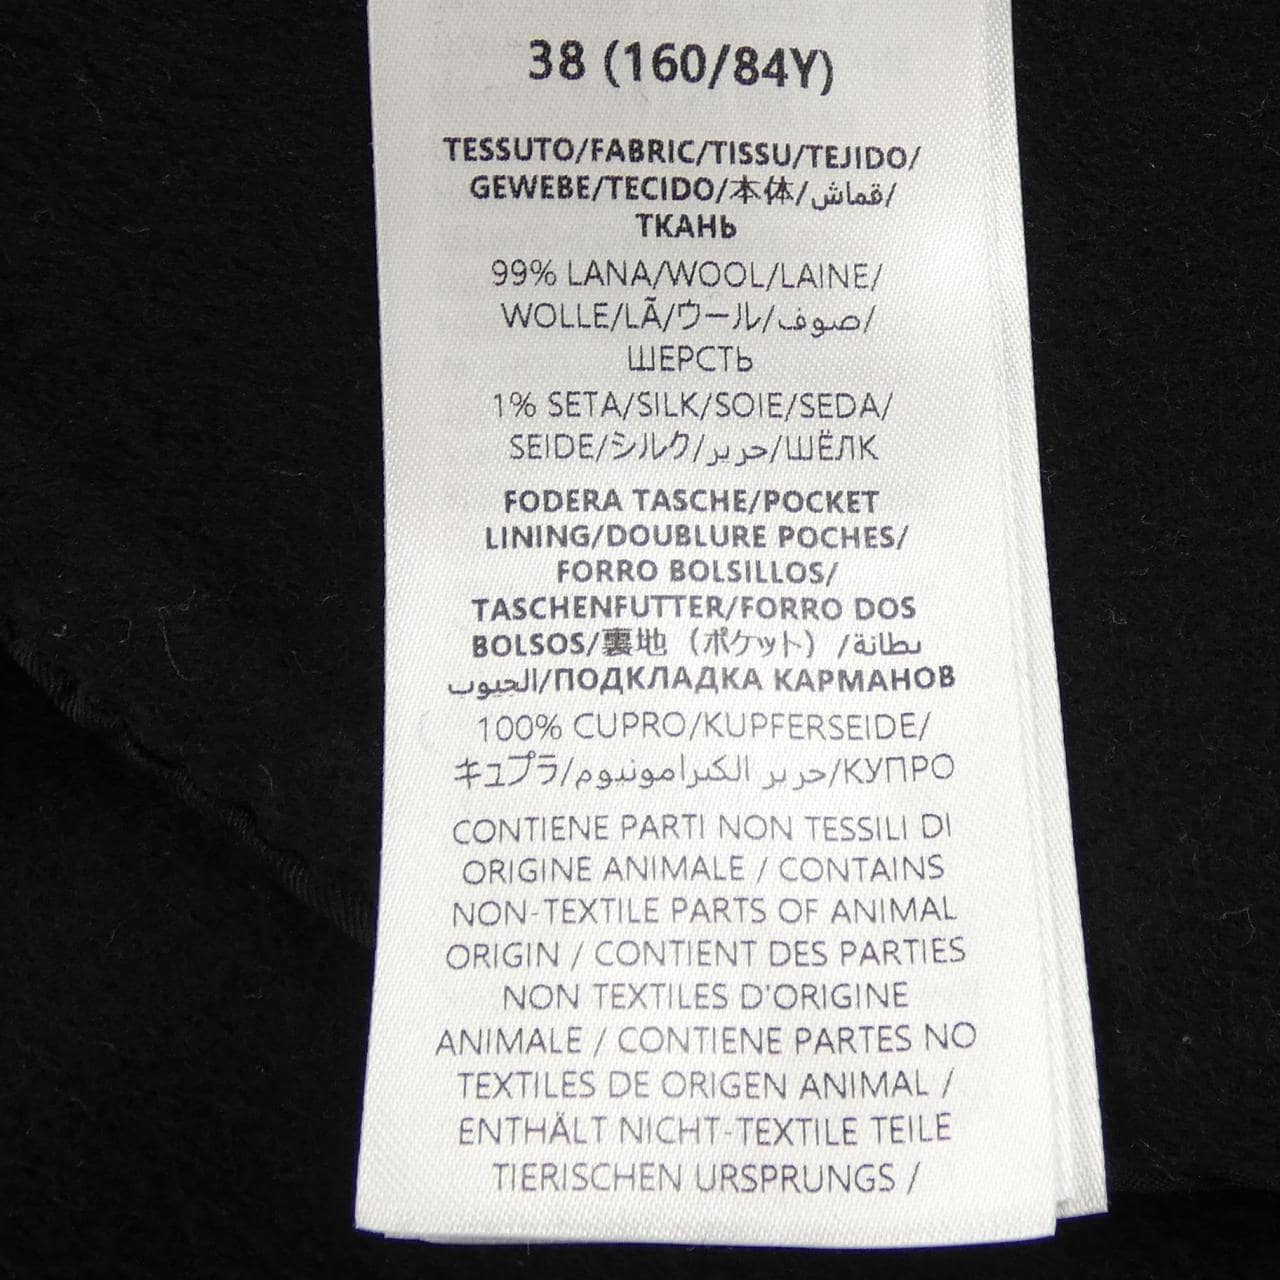 38 (160/84Y)
TESSUTO/FABRIC/TISSU/TEJIDO/
GEWEBE/TECIDO/本体/قماش/
ТКАНЬ
99% LANA/WOOL/LAINE/
WOLLE/LÃ/ウール/صوف/
ШЕРСТЬ
1% SETA/SILK/SOIE/SEDA/
SEIDE/シルク/حرير/ШЁЛК
FODERA TASCHE/POCKET
LINING/DOUBLURE POCHES/
FORRO BOLSILLOS/
TASCHENFUTTER/FORRO DOS
BOLSOS/裏地（ポケット）/بطانة
الجيوب/ПОДКЛАДКА КАРМАНОВ
100% CUPRO/KUPFERSEIDE/
キュプラ/حرير الكبرامونيوم/КУПРО
CONTIENE PARTI NON TESSILI DI
ORIGINE ANIMALE / CONTAINS
NON-TEXTILE PARTS OF ANIMAL
ORIGIN / CONTIENT DES PARTIES
NON TEXTILES D'ORIGINE
ANIMALE / CONTIENE PARTES NO
TEXTILES DE ORIGEN ANIMAL /
ENTHÄLT NICHT-TEXTILE TEILE
TIERISCHEN URSPRUNGS /